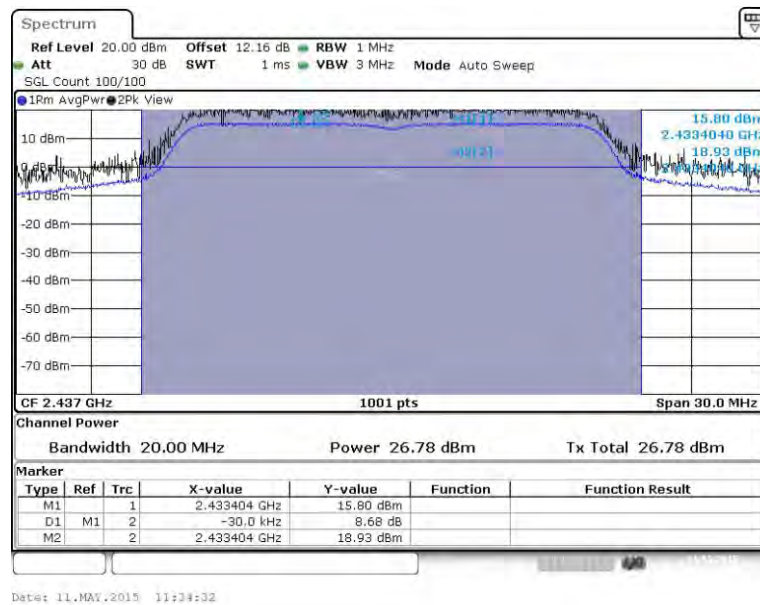 Spectrum
Ref Level 20.00 dBm Offset 12.16 dB RBW 1 MHz
Att 30 dB SWT 1 ms VBW 3 MHz Mode Auto Sweep
SGL Count 100/100
1Rm AvgPwr 2Pk View
15.80 dBm
10 dBm
2.4334040 GHz
18.93 dBm
0 dBm
-10 dBm
-20 dBm
-30 dBm
-40 dBm
-50 dBm
-60 dBm
-70 dBm
CF 2.437 GHz 1001 pts Span 30.0 MHz
Channel Power
Bandwidth 20.00 MHz Power 26.78 dBm Tx Total 26.78 dBm
Marker
Type Ref Trc X-value Y-value Function Function Result
M1 1 2.433404 GHz 15.80 dBm
D1 M1 2 -30.0 kHz 8.68 dB
M2 2 2.433404 GHz 18.93 dBm
Date: 11.MAY.2015 11:34:32